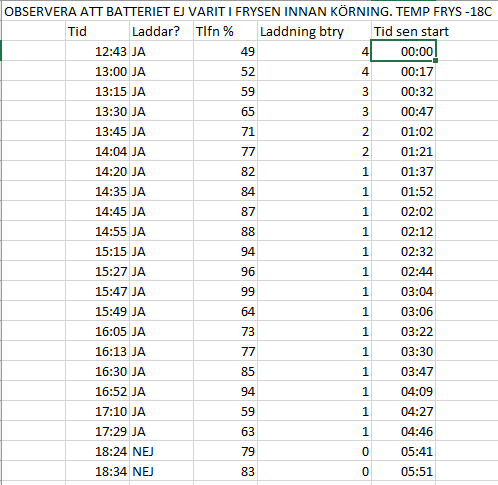 OBSERVERA ATT BATTERIET EJ VARIT I FRYSEN INNAN KÖRNING. TEMP FRYS -18C
Tid Laddar? Tlfn % Laddning btry Tid sen start
12:43 JA 49 4 00:00
13:00 JA 52 4 00:17
13:15 JA 59 3 00:32
13:30 JA 65 3 00:47
13:45 JA 71 2 01:02
14:04 JA 77 2 01:21
14:20 JA 82 1 01:37
14:35 JA 84 1 01:52
14:45 JA 87 1 02:02
14:55 JA 88 1 02:12
15:15 JA 94 1 02:32
15:27 JA 96 1 02:44
15:47 JA 99 1 03:04
15:49 JA 64 1 03:06
16:05 JA 73 1 03:22
16:13 JA 77 1 03:30
16:30 JA 85 1 03:47
16:52 JA 94 1 04:09
17:10 JA 59 1 04:27
17:29 JA 63 1 04:46
18:24 NEJ 79 0 05:41
18:34 NEJ 83 0 05:51